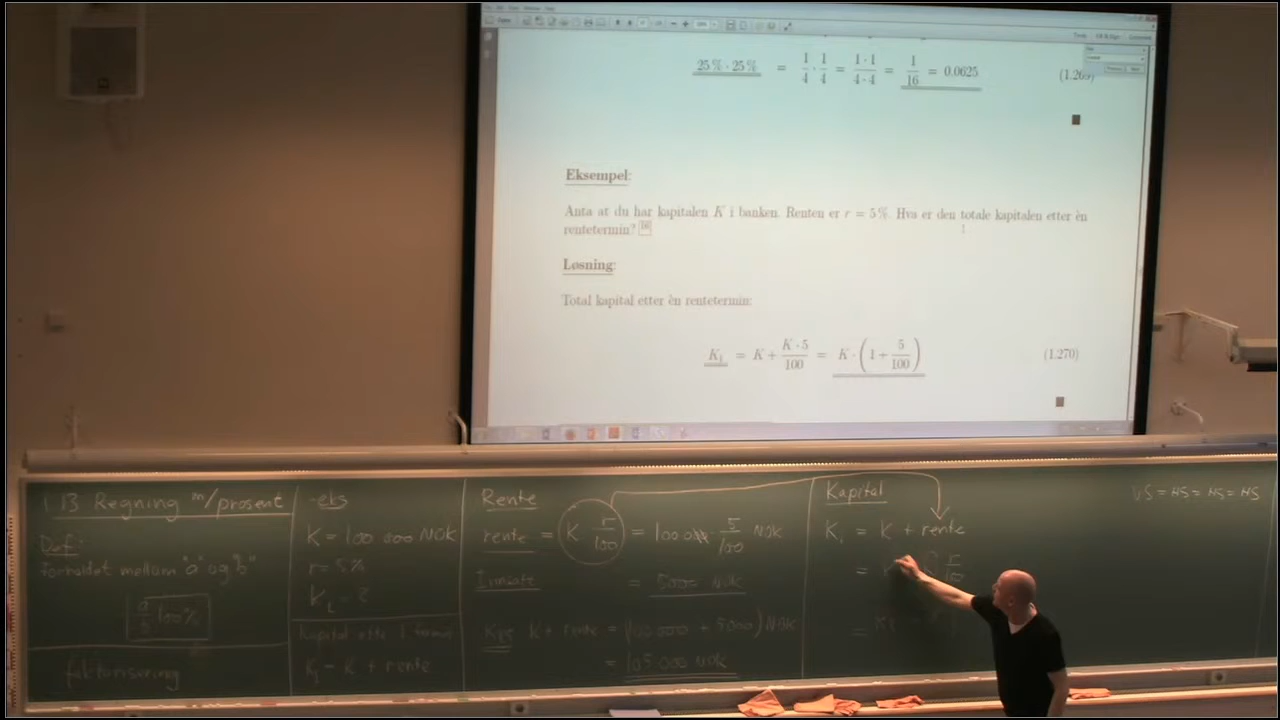 25 % · 25 % = 1/4 · 1/4 = 1·1/4·4 = 1/16 = 0.0625 (1.269)
Eksempel:
Anta at du har kapitalen K i banken. Renten er r = 5 %. Hva er den totale kapitalen etter èn
rentetermin?
Løsning:
Total kapital etter èn rentetermin:
K₁ = K + K·5/100 = K·(1 + 5/100) (1.270)
1.13 Regning m/prosent
Def:
forholdet mellom "a" og "b"
a/b 100%
faktorisering
-eks
K = 100 000 NOK
r = 5%
K₁ = ?
Kapital etter 1 termin
K₁ = K + rente
Rente
rente = K r/100 = 100 000 5/100 NOK
= 5000 NOK
K + rente = (100 000 + 5000) NOK
= 105 000 NOK
Kapital
K₁ = K + rente
VS = HS = HS = HS